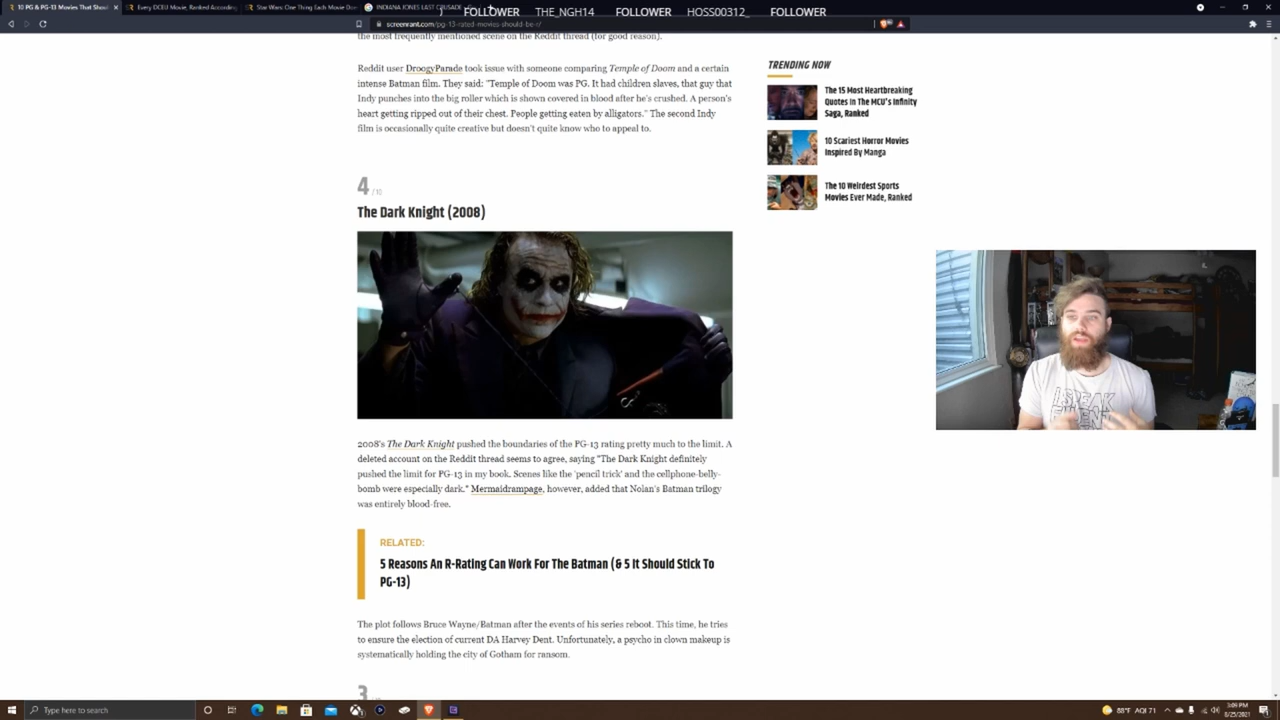 10 PG & PG-13 Movies That Shoul
Every DCEU Movie, Ranked According
Star Wars: One Thing Each Movie Doe
INDIANA JONES LAST CRUSADE
FOLLOWER THE_NGH14 FOLLOWER HOSS00312_ FOLLOWER
screenrant.com/pg-13-rated-movies-should-be-r/
the most frequently mentioned scene on the Reddit thread (for good reason).
Reddit user DroogyParade took issue with someone comparing Temple of Doom and a certain
intense Batman film. They said: "Temple of Doom was PG. It had children slaves, that guy that
Indy punches into the big roller which is shown covered in blood after he's crushed. A person's
heart getting ripped out of their chest. People getting eaten by alligators." The second Indy
film is occasionally quite creative but doesn't quite know who to appeal to.
4 / 10
The Dark Knight (2008)
2008's The Dark Knight pushed the boundaries of the PG-13 rating pretty much to the limit. A
deleted account on the Reddit thread seems to agree, saying "The Dark Knight definitely
pushed the limit for PG-13 in my book. Scenes like the 'pencil trick' and the cellphone-belly-
bomb were especially dark." Mermaidrampage, however, added that Nolan's Batman trilogy
was entirely blood-free.
RELATED:
5 Reasons An R-Rating Can Work For The Batman (& 5 It Should Stick To
PG-13)
The plot follows Bruce Wayne/Batman after the events of his series reboot. This time, he tries
to ensure the election of current DA Harvey Dent. Unfortunately, a psycho in clown makeup is
systematically holding the city of Gotham for ransom.
3
TRENDING NOW
The 15 Most Heartbreaking
Quotes In The MCU's Infinity
Saga, Ranked
10 Scariest Horror Movies
Inspired By Manga
The 10 Weirdest Sports
Movies Ever Made, Ranked
Type here to search
88°F AQI 71
3:09 PM
8/25/2021